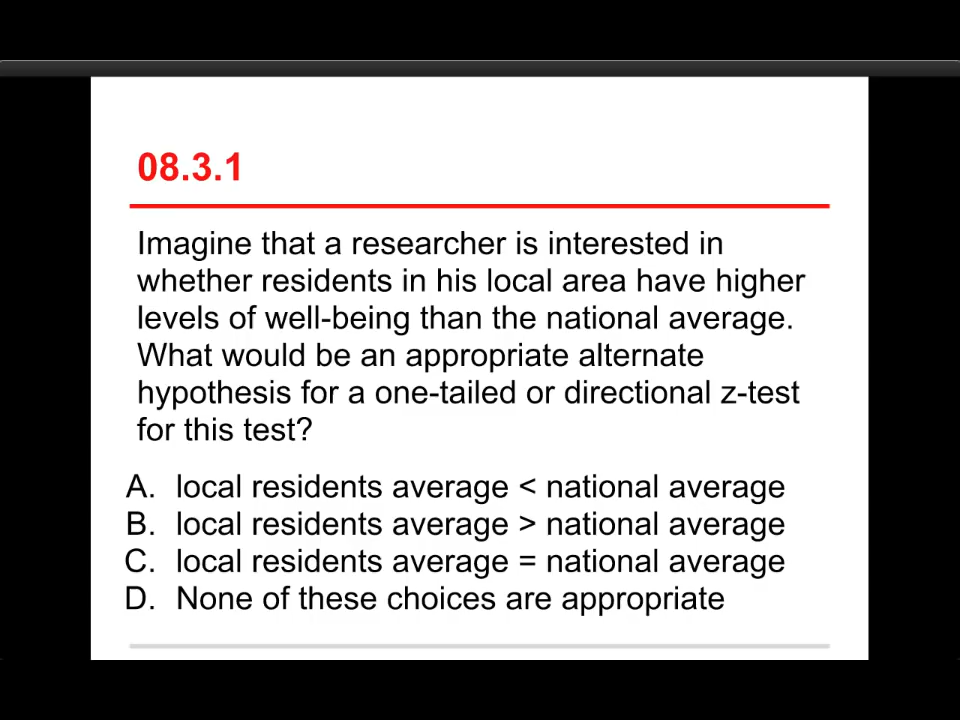 08.3.1
Imagine that a researcher is interested in
whether residents in his local area have higher
levels of well-being than the national average.
What would be an appropriate alternate
hypothesis for a one-tailed or directional z-test
for this test?
A. local residents average < national average
B. local residents average > national average
C. local residents average = national average
D. None of these choices are appropriate